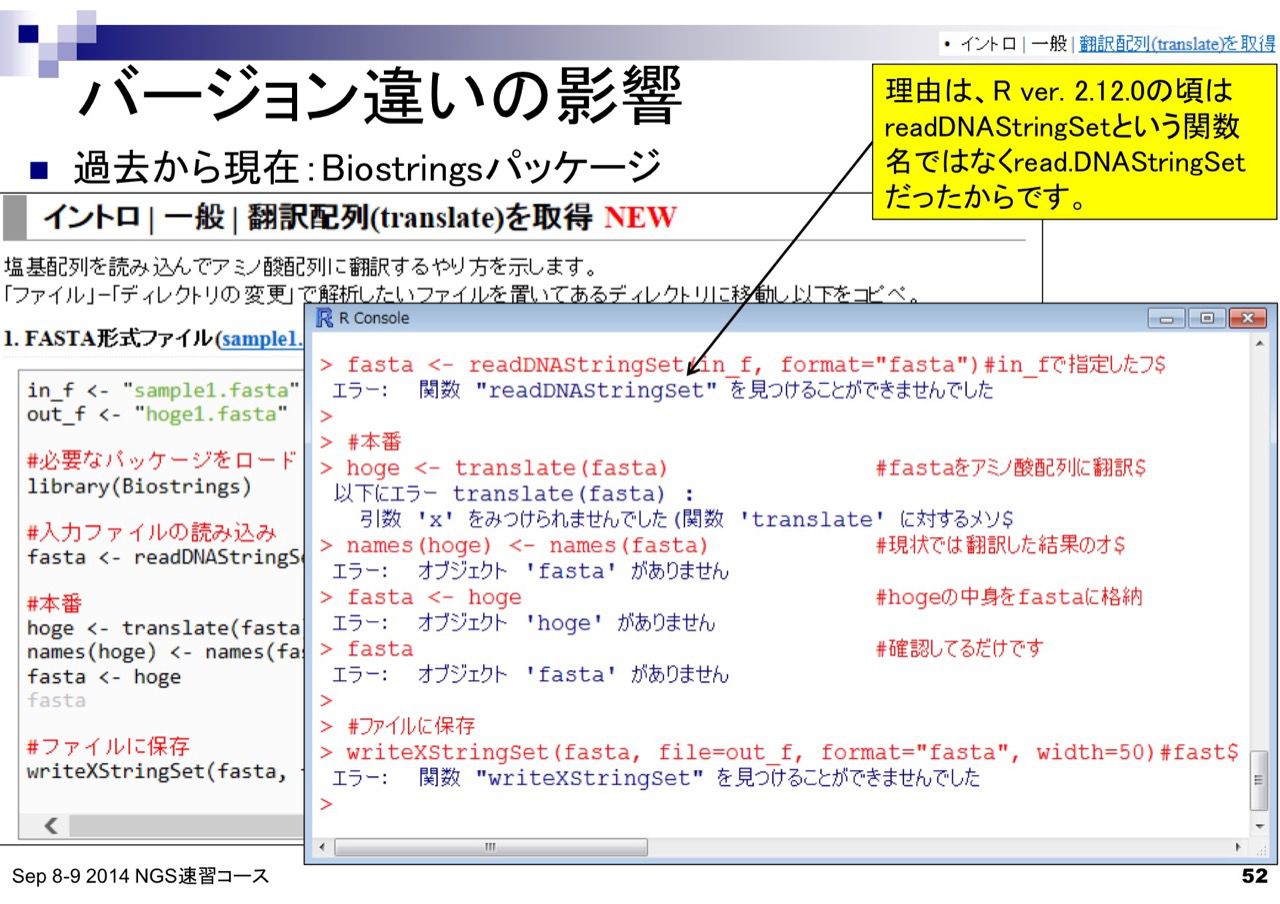 • イントロ | 一般 | 翻訳配列(translate)を取得
バージョン違いの影響
理由は、R ver. 2.12.0の頃は
readDNAStringSetという関数
名ではなくread.DNAStringSet
だったからです。
■ 過去から現在：Biostringsパッケージ
イントロ | 一般 | 翻訳配列(translate)を取得 NEW
塩基配列を読み込んでアミノ酸配列に翻訳するやり方を示します。
「ファイル」−「ディレクトリの変更」で解析したいファイルを置いてあるディレクトリに移動し以下をコピペ。
1. FASTA形式ファイル(sample1.
in_f <- "sample1.fasta"
out_f <- "hoge1.fasta"
#必要なパッケージをロード
library(Biostrings)
#入力ファイルの読み込み
fasta <- readDNAStringSe
#本番
hoge <- translate(fasta
names(hoge) <- names(fa
fasta <- hoge
fasta
#ファイルに保存
writeXStringSet(fasta,
R Console
> fasta <- readDNAStringSet(in_f, format="fasta")#in_fで指定したフ$
エラー: 関数 "readDNAStringSet" を見つけることができませんでした
>
> #本番
> hoge <- translate(fasta) #fastaをアミノ酸配列に翻訳$
以下にエラー translate(fasta) :
引数 'x' をみつけられませんでした (関数 'translate' に対するメソ$
> names(hoge) <- names(fasta) #現状では翻訳した結果のオ$
エラー: オブジェクト 'fasta' がありません
> fasta <- hoge #hogeの中身をfastaに格納
エラー: オブジェクト 'hoge' がありません
> fasta #確認してるだけです
エラー: オブジェクト 'fasta' がありません
>
> #ファイルに保存
> writeXStringSet(fasta, file=out_f, format="fasta", width=50)#fast$
エラー: 関数 "writeXStringSet" を見つけることができませんでした
>
Sep 8-9 2014 NGS速習コース
52